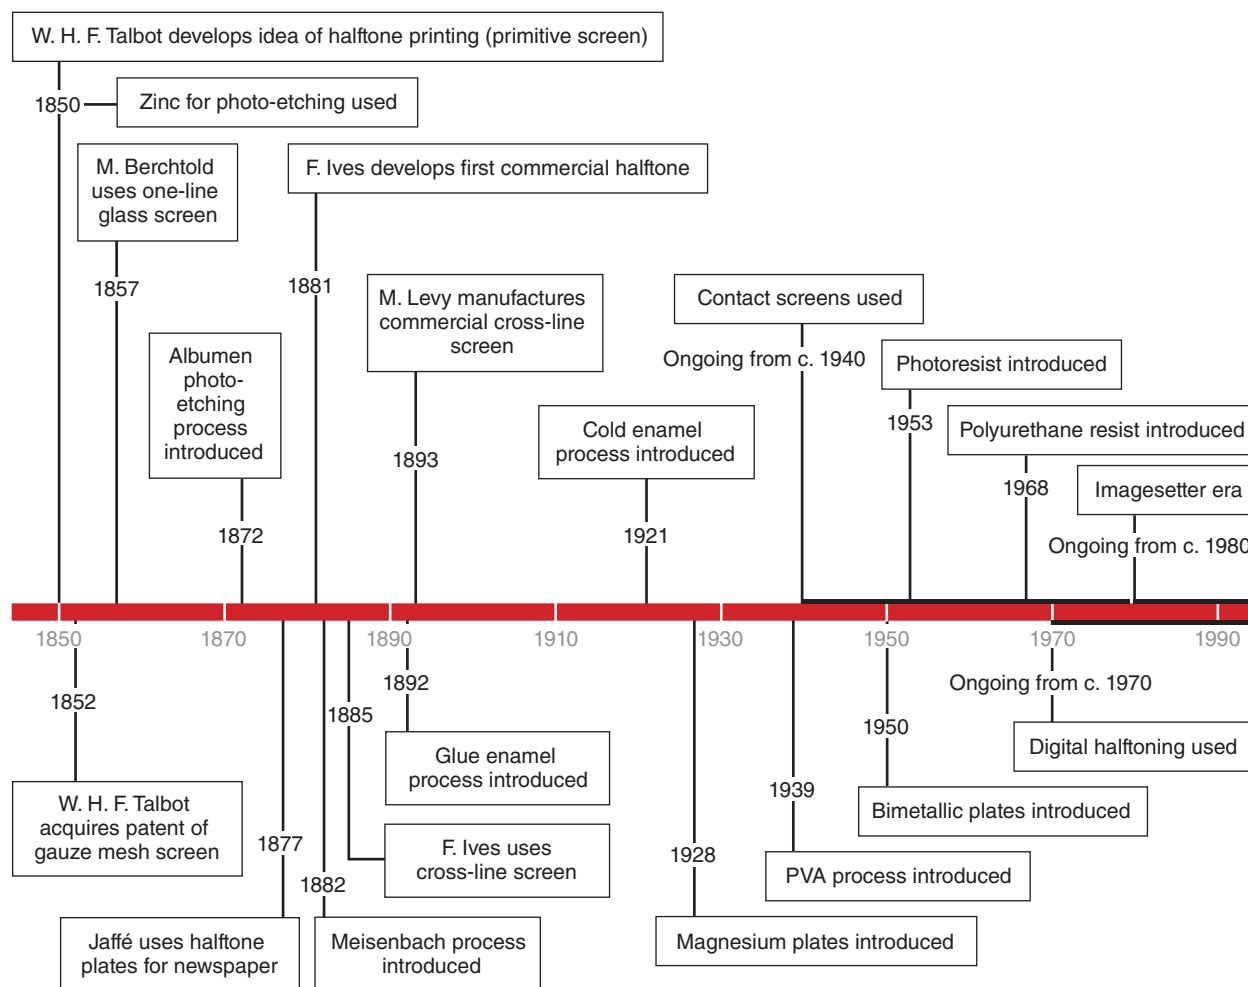 W. H. F. Talbot develops idea of halftone printing (primitive screen)
1850
Zinc for photo-etching used
M. Berchtold
uses one-line
glass screen
1857
F. Ives develops first commercial halftone
1881
Albumen
photo-
etching
process
introduced
1872
M. Levy manufactures
commercial cross-line
screen
1893
Cold enamel
process introduced
1921
Contact screens used
Ongoing from c. 1940
Photoresist introduced
1953
Polyurethane resist introduced
1968
Imagesetter era
Ongoing from c. 1980
1850
1870
1890
1910
1930
1950
1970
1990
1852
W. H. F. Talbot
acquires patent of
gauze mesh screen
1877
Jaffé uses halftone
plates for newspaper
1882
Meisenbach process
introduced
1885
F. Ives uses
cross-line screen
1892
Glue enamel
process introduced
1928
Magnesium plates introduced
1939
PVA process introduced
1950
Bimetallic plates introduced
Ongoing from c. 1970
Digital halftoning used